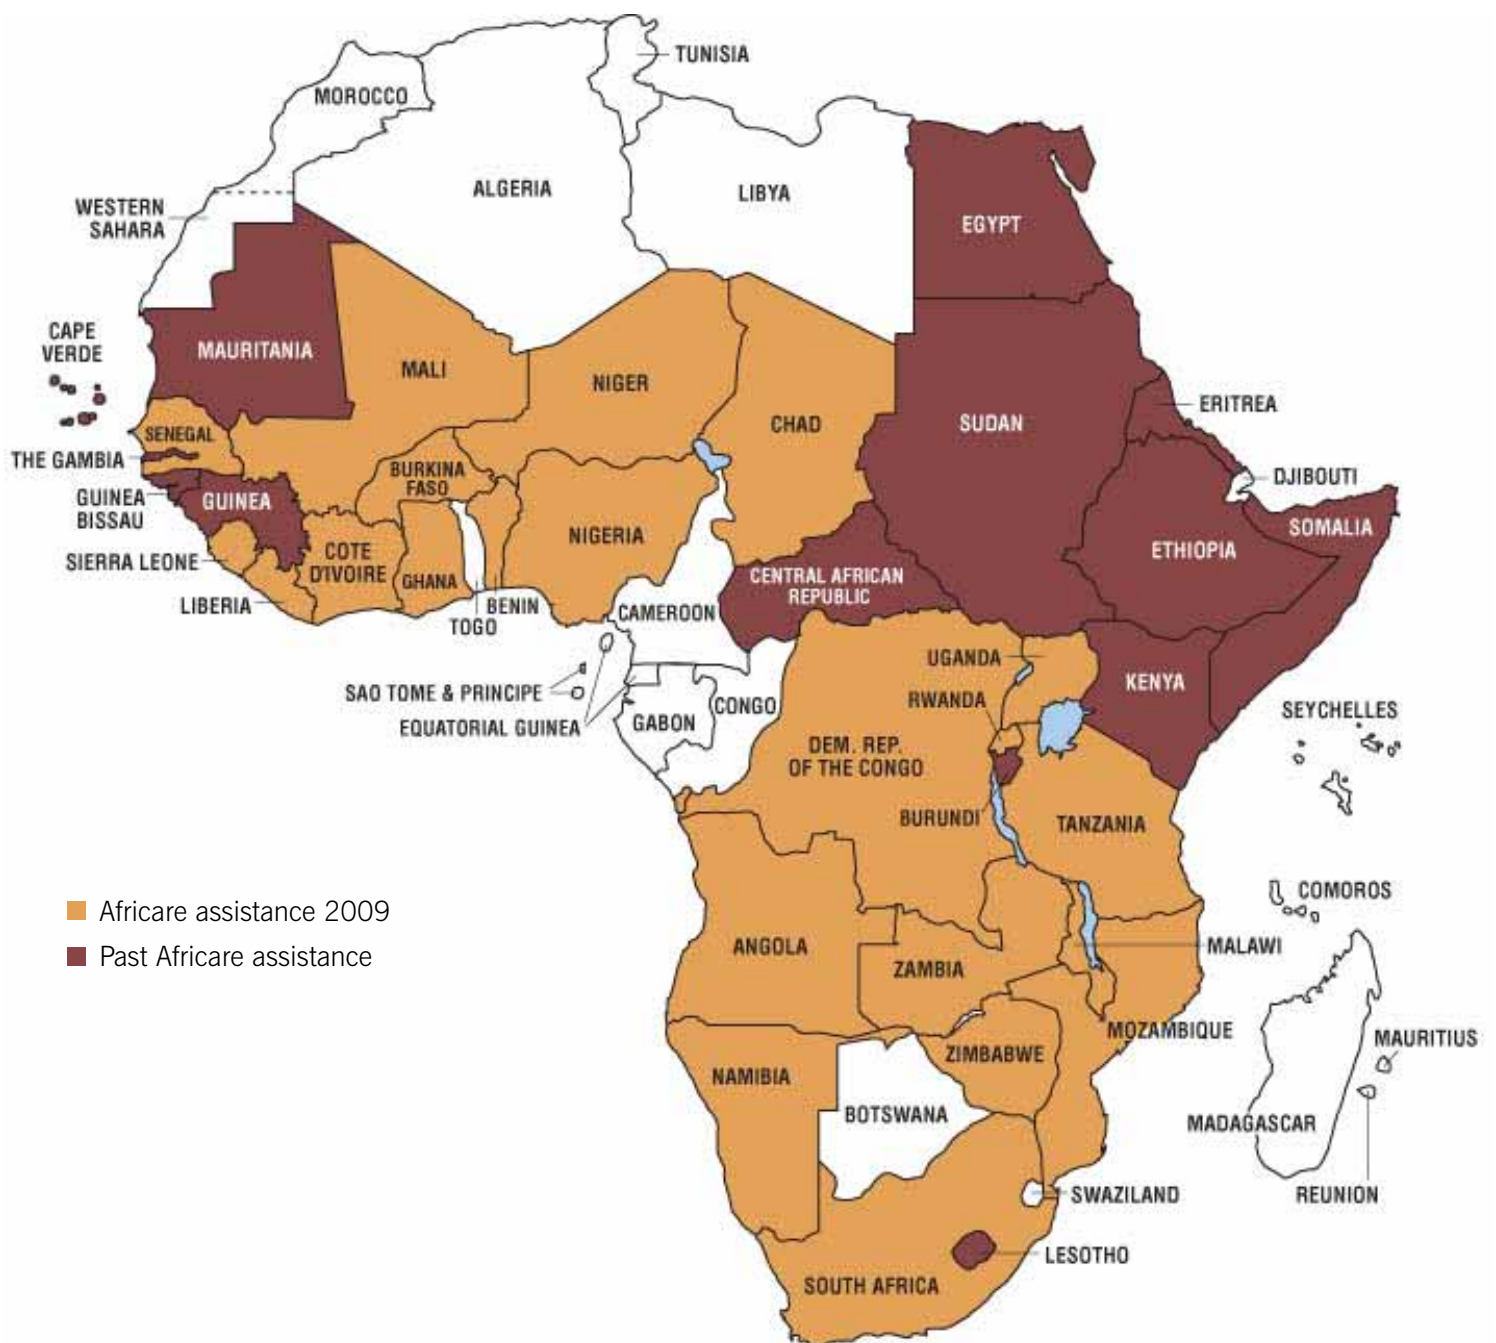 TUNISIA
MOROCCO
ALGERIA
LIBYA
WESTERN
SAHARA
EGYPT
CAPE
VERDE
MAURITANIA
MALI
NIGER
CHAD
SUDAN
ERITREA
SENEGAL
THE GAMBIA
BURKINA
FASO
DJIBOUTI
GUINEA
BISSAU
GUINEA
SOMALIA
NIGERIA
ETHIOPIA
SIERRA LEONE
COTE
D'IVOIRE
GHANA
CENTRAL AFRICAN
REPUBLIC
LIBERIA
BENIN
TOGO
CAMEROON
UGANDA
KENYA
SAO TOME & PRINCIPE
EQUATORIAL GUINEA
GABON
CONGO
RWANDA
SEYCHELLES
DEM. REP.
OF THE CONGO
BURUNDI
TANZANIA
COMOROS
Africare assistance 2009
Past Africare assistance
ANGOLA
ZAMBIA
MALAWI
MOZAMBIQUE
MAURITIUS
ZIMBABWE
NAMIBIA
BOTSWANA
MADAGASCAR
SWAZILAND
REUNION
LESOTHO
SOUTH AFRICA